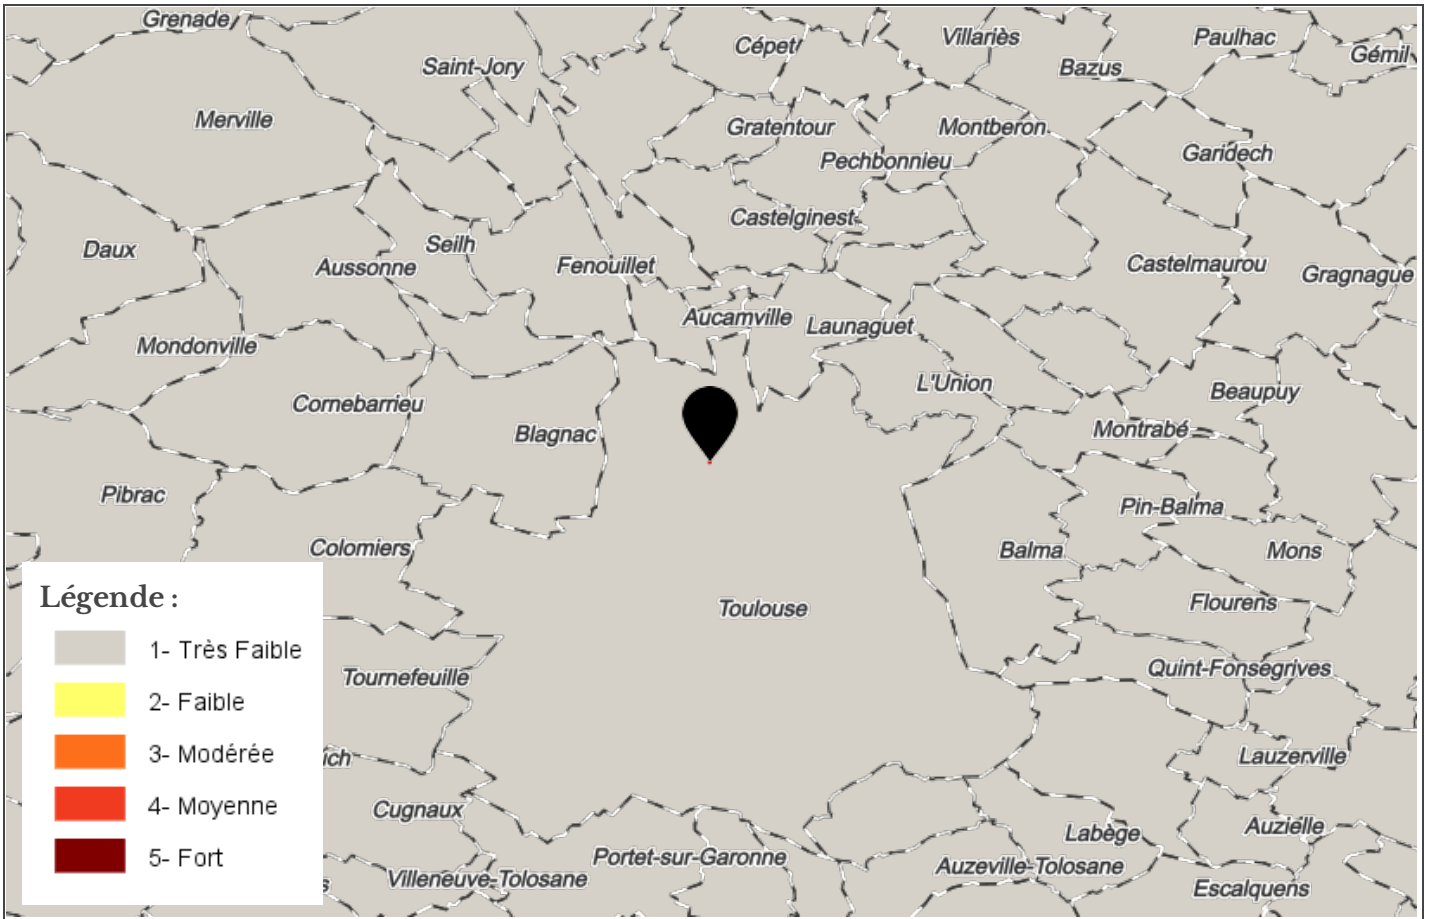 Grenade
Cépet
Villariès
Paulhac
Gémil
Saint-Jory
Bazus
Merville
Gratentour
Montberon
Pechbonnieu
Garidech
Castelginest
Daux
Seilh
Aussonne
Fenouillet
Castelmaurou
Gragnague
Aucamville
Launaguet
Mondonville
L'Union
Beaupuy
Cornebarrieu
Blagnac
Montrabé
Pibrac
Pin-Balma
Colomiers
Balma
Mons
Toulouse
Flourens
Tournefeuille
Quint-Fonsegrives
ich
Lauzerville
Cugnaux
Labège
Auzielle
Portet-sur-Garonne
Auzeville-Tolosane
Villeneuve-Tolosane
s
Escalquens
Légende :
1- Très Faible
2- Faible
3- Modérée
4- Moyenne
5- Fort